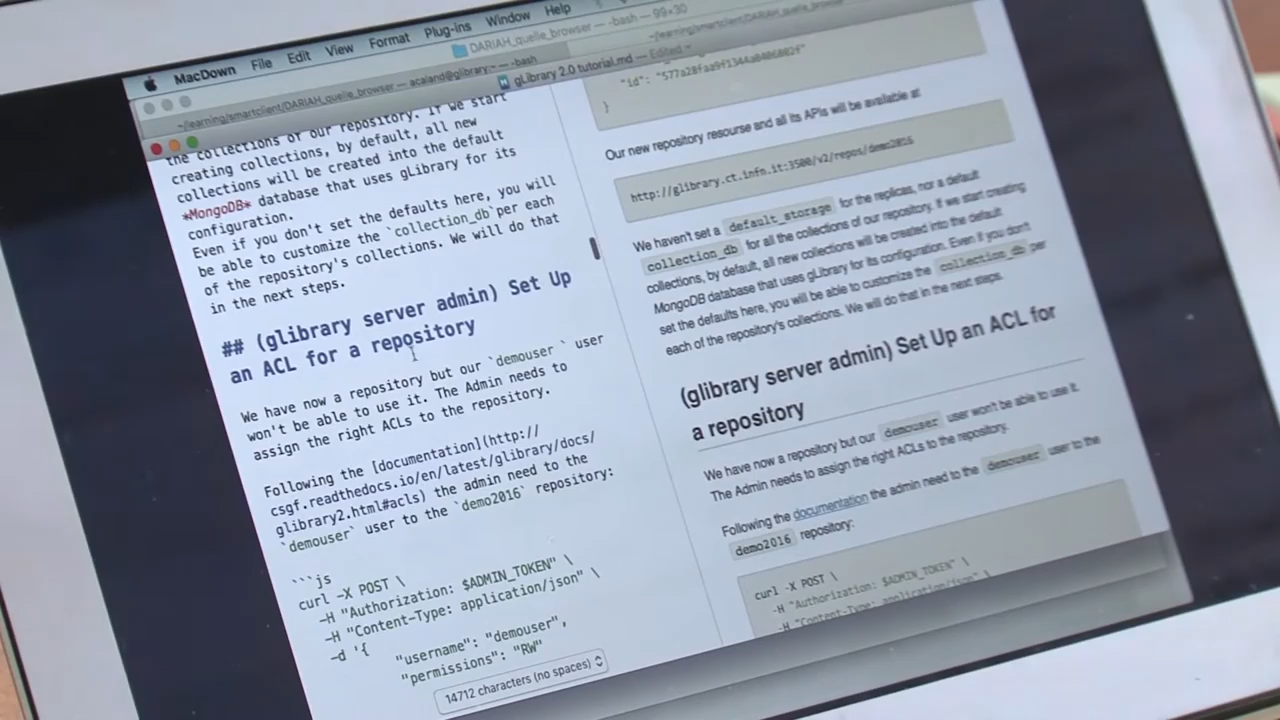 MacDown File Edit View Format Plug-ins Window Help
DARIAH_quelle_browser — -bash — 99×30
~/learning/smartclient/DARIAH_quelle_browser
~/learning/smartclient/DARIAH_quelle_browser — acaland@glibrary:~ — -bash
gLibrary 2.0 tutorial.md — Edited
the collections of our repository. If we start
creating collections, by default, all new
collections will be created into the default
*MongoDB* database that uses gLibrary for its
configuration.
Even if you don't set the defaults here, you will
be able to customize the `collection_db`per each
of the repository's collections. We will do that
in the next steps.
## (glibrary server admin) Set Up
an ACL for a repository
We have now a repository but our `demouser ` user
won't be able to use it. The Admin needs to
assign the right ACLs to the repository.
Following the [documentation](http://
csgf.readthedocs.io/en/latest/glibrary/docs/
glibrary2.html#acls) the admin need to the
`demouser` user to the `demo2016` repository:
```js
curl -X POST \
-H "Authorization: $ADMIN_TOKEN" \
-H "Content-Type: application/json" \
-d '{
"username": "demouser",
"permissions": "RW"
14712 characters (no spaces)
"id":
}
Our new repository resourse and all its APIs will be available at
http://glibrary.ct.infn.it:3500/v2/repos/demo2016
We haven't set a default_storage for the replicas, nor a default
collection_db for all the collections of our repository. If we start creating
collections, by default, all new collections will be created into the default
MongoDB database that uses gLibrary for its configuration. Even if you don't
set the defaults here, you will be able to customize the collection_db per
each of the repository's collections. We will do that in the next steps.
(glibrary server admin) Set Up an ACL for
a repository
We have now a repository but our demouser user won't be able to use it.
The Admin needs to assign the right ACLs to the repository.
Following the documentation the admin need to the demouser user to the
demo2016 repository:
curl -X POST \
-H "Authorization: $ADMIN_TOKEN" \
-H "Content-Type: application/json" \